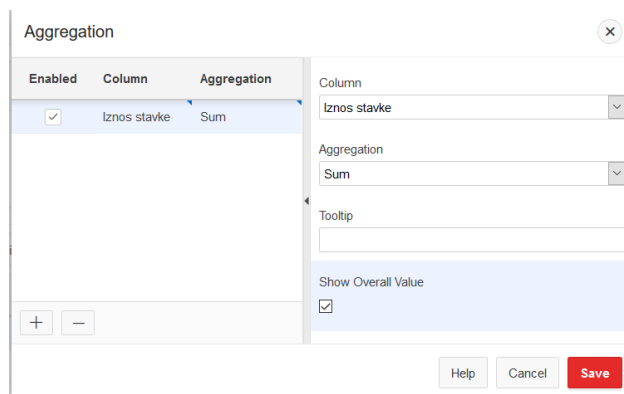 Aggregation
Enabled Column Aggregation
Iznos stavke Sum
Column
Iznos stavke
Aggregation
Sum
Tooltip
Show Overall Value
Help Cancel Save